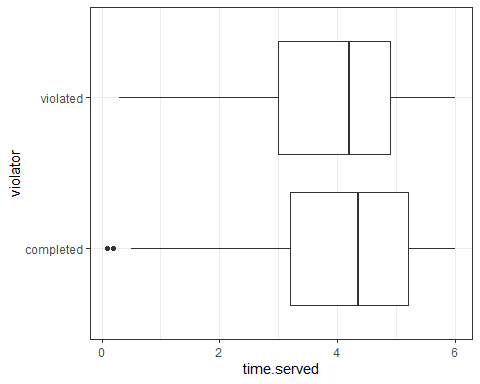 violator
violated
completed
0
2
4
6
time.served